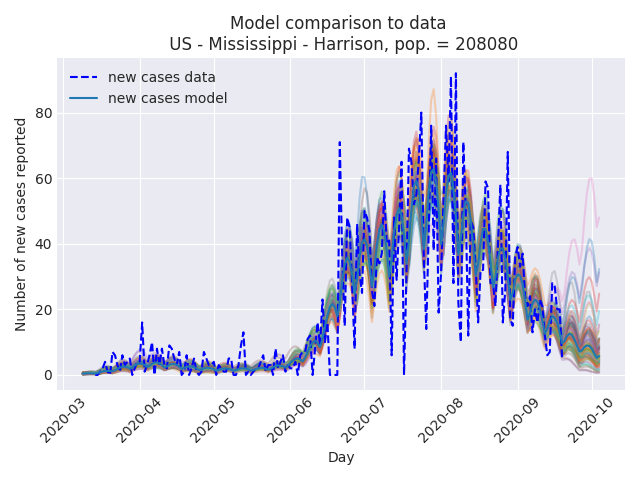 Model comparison to data
US - Mississippi - Harrison, pop. = 208080
new cases data
new cases model
Number of new cases reported
80
60
40
20
0
2020-03
2020-04
2020-05
2020-06
2020-07
2020-08
2020-09
2020-10
Day